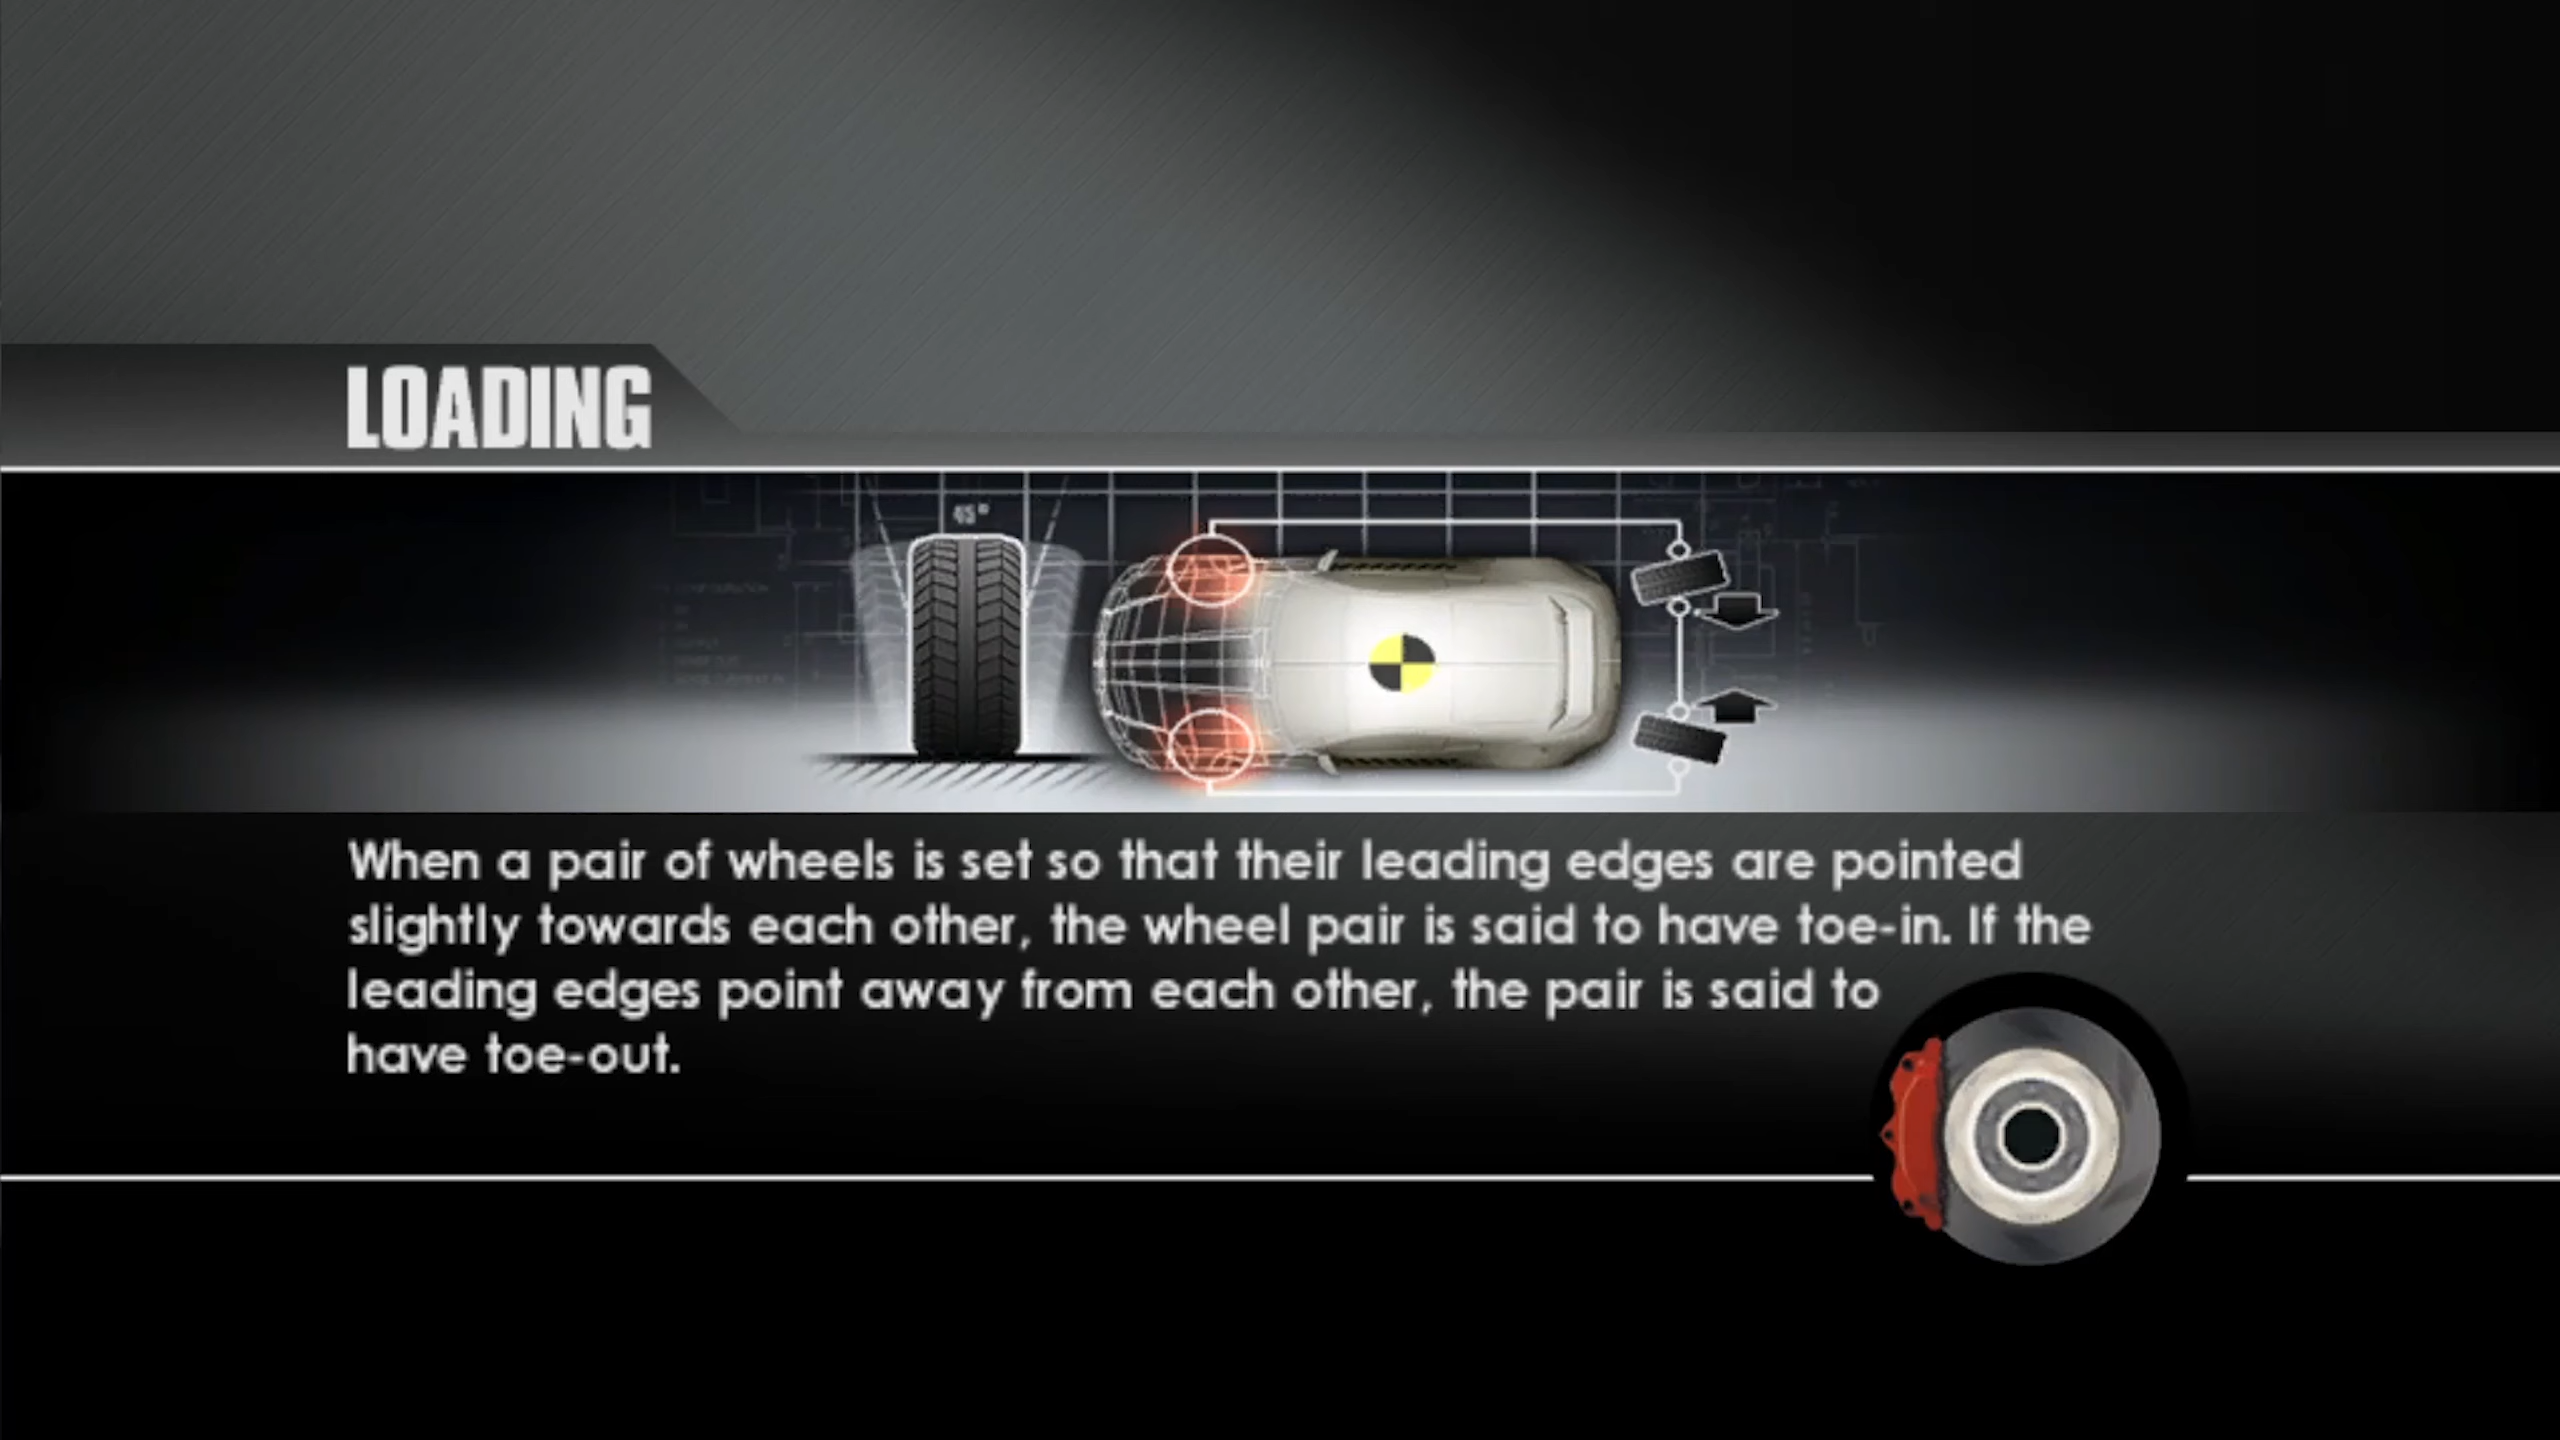 LOADING
45°
When a pair of wheels is set so that their leading edges are pointed
slightly towards each other, the wheel pair is said to have toe-in. If the
leading edges point away from each other, the pair is said to
have toe-out.